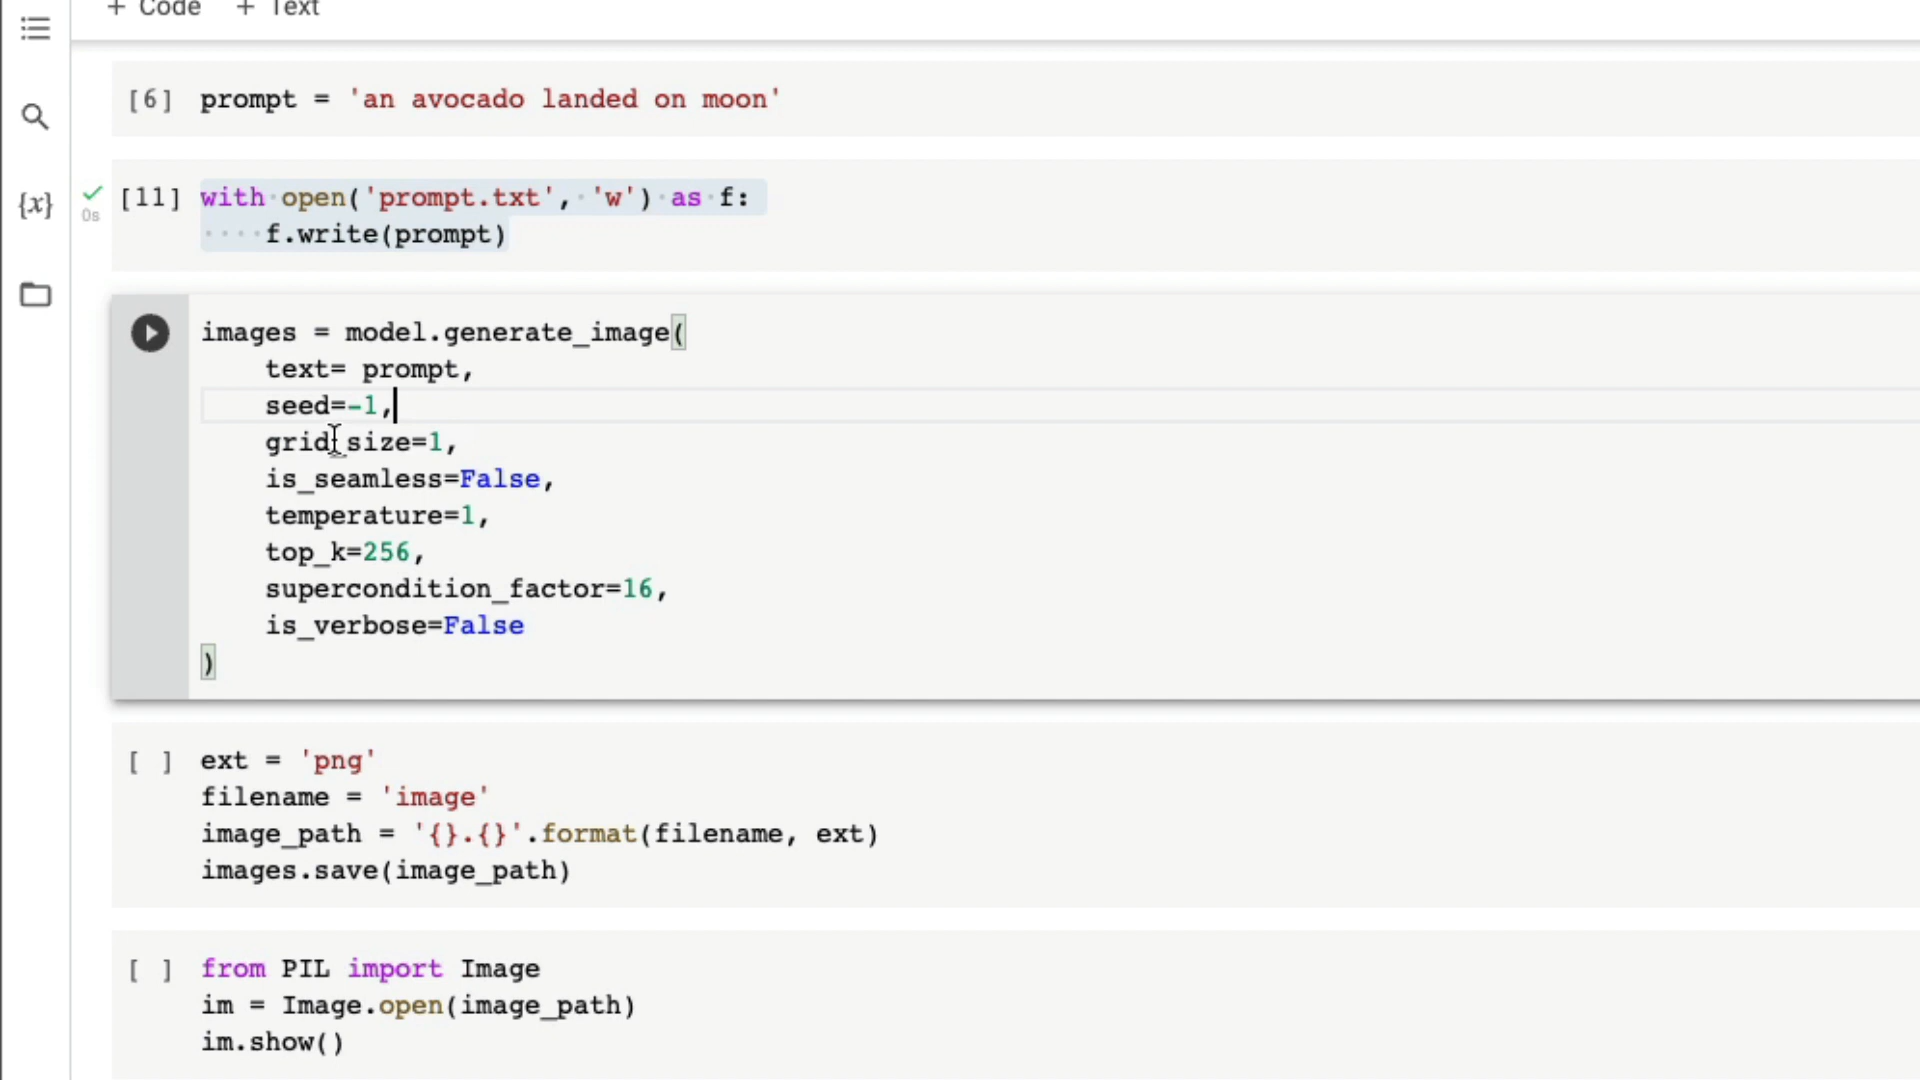 + Code + Text
[6] prompt = 'an avocado landed on moon'
0s [11] with open('prompt.txt', 'w') as f:
f.write(prompt)
images = model.generate_image(
text= prompt,
seed=-1,
grid_size=1,
is_seamless=False,
temperature=1,
top_k=256,
supercondition_factor=16,
is_verbose=False
)
[ ] ext = 'png'
filename = 'image'
image_path = '{}.{}'.format(filename, ext)
images.save(image_path)
[ ] from PIL import Image
im = Image.open(image_path)
im.show()
{x}